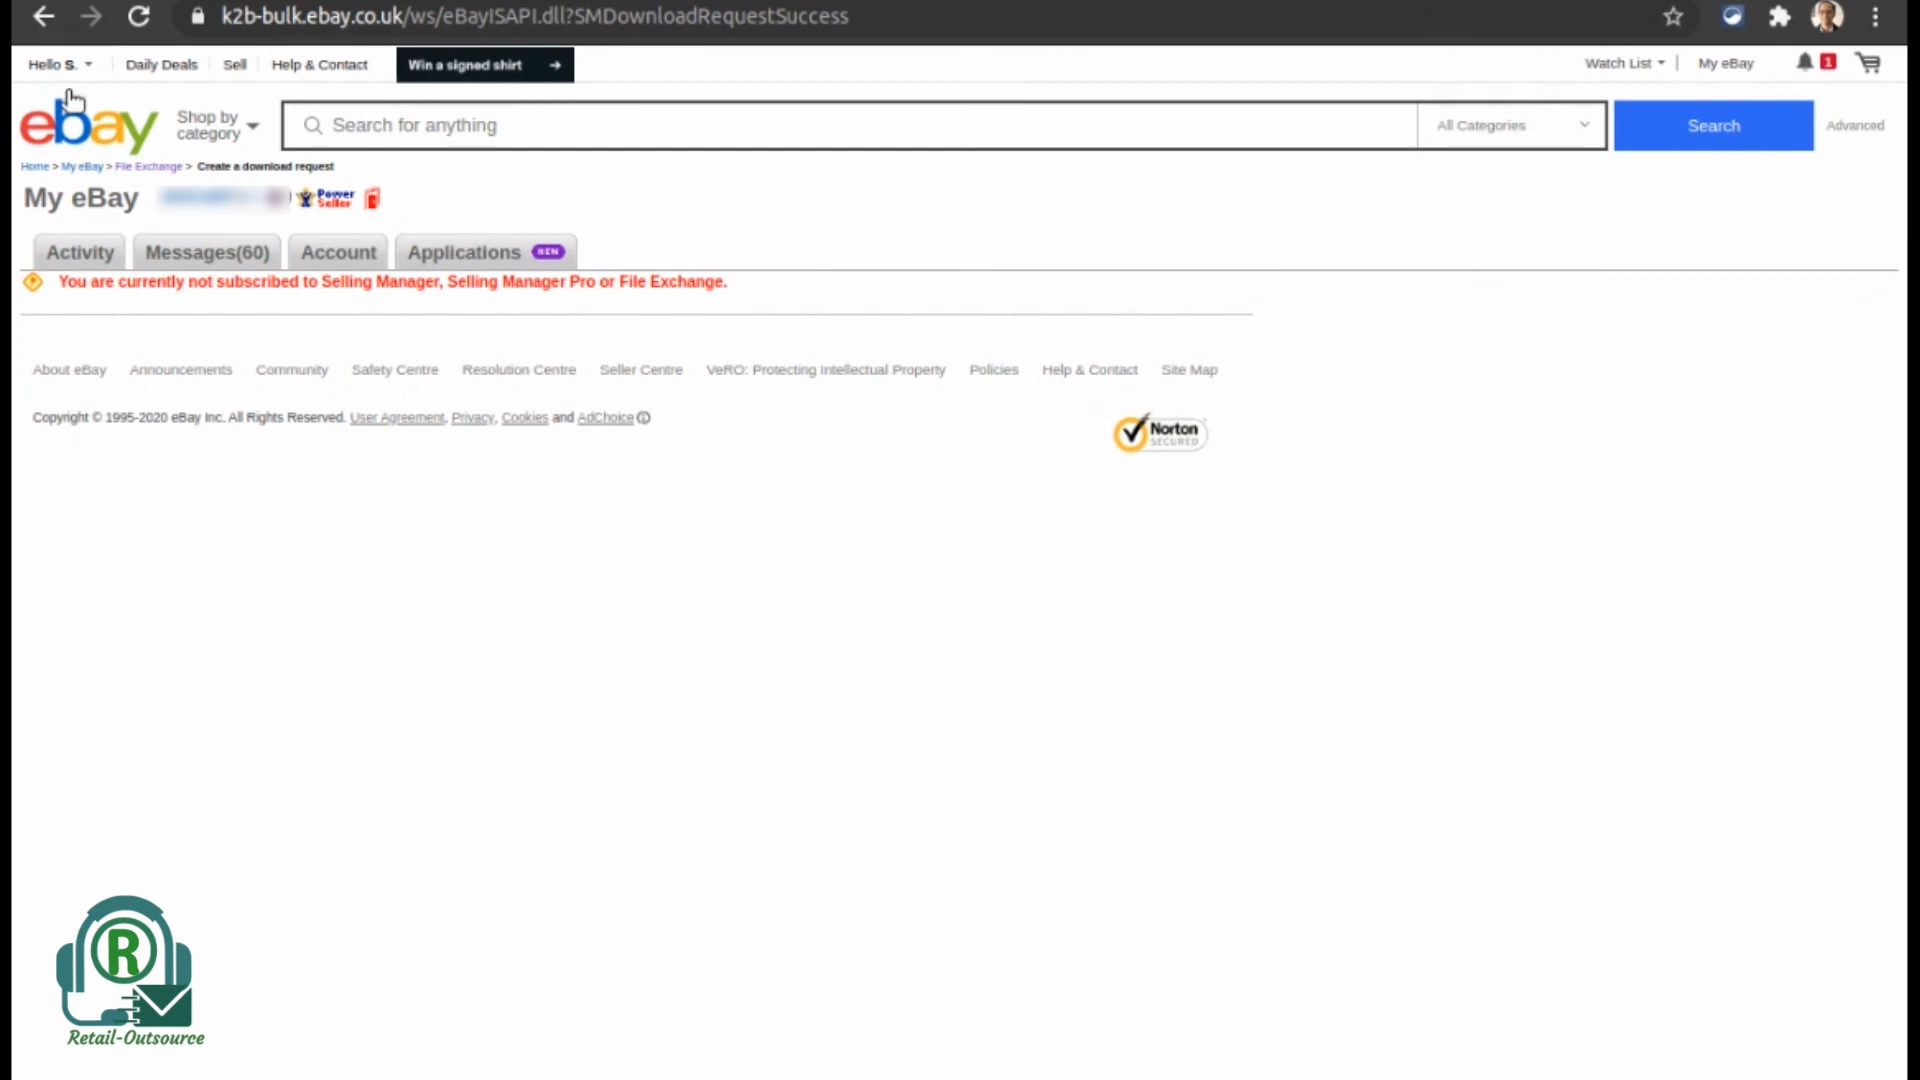 k2b-bulk.ebay.co.uk/ws/eBayISAPI.dll?SMDownloadRequestSuccess
Hello S. Daily Deals Sell Help & Contact Win a signed shirt → Watch List My eBay 1
ebay Shop by category Search for anything All Categories Search Advanced
Home > My eBay > File Exchange > Create a download request
My eBay ) Power Seller
Activity Messages(60) Account Applications NEW
You are currently not subscribed to Selling Manager, Selling Manager Pro or File Exchange.
About eBay Announcements Community Safety Centre Resolution Centre Seller Centre VeRO: Protecting Intellectual Property Policies Help & Contact Site Map
Copyright © 1995-2020 eBay Inc. All Rights Reserved. User Agreement, Privacy, Cookies and AdChoice
Norton
SECURED
R
Retail-Outsource